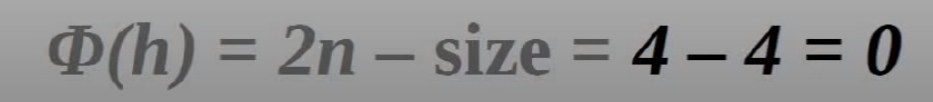 Φ(h) = 2n – size = 4 – 4 = 0